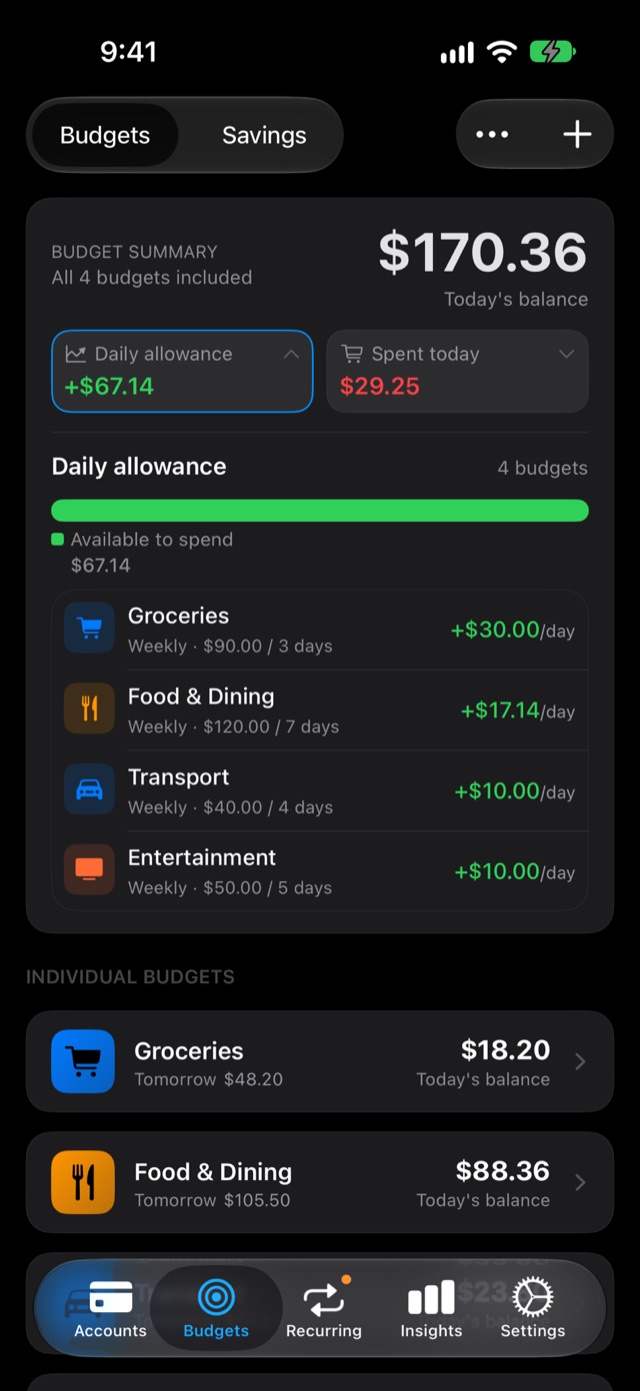 9:41
Budgets
Savings
BUDGET SUMMARY
All 4 budgets included
$170.36
Today's balance
Daily allowance
+$67.14
Spent today
$29.25
Daily allowance
4 budgets
Available to spend
$67.14
Groceries
Weekly · $90.00 / 3 days
+$30.00/day
Food & Dining
Weekly · $120.00 / 7 days
+$17.14/day
Transport
Weekly · $40.00 / 4 days
+$10.00/day
Entertainment
Weekly · $50.00 / 5 days
+$10.00/day
INDIVIDUAL BUDGETS
Groceries
Tomorrow $48.20
$18.20
Today's balance
Food & Dining
Tomorrow $105.50
$88.36
Today's balance
Accounts
Budgets
Recurring
Insights
Settings